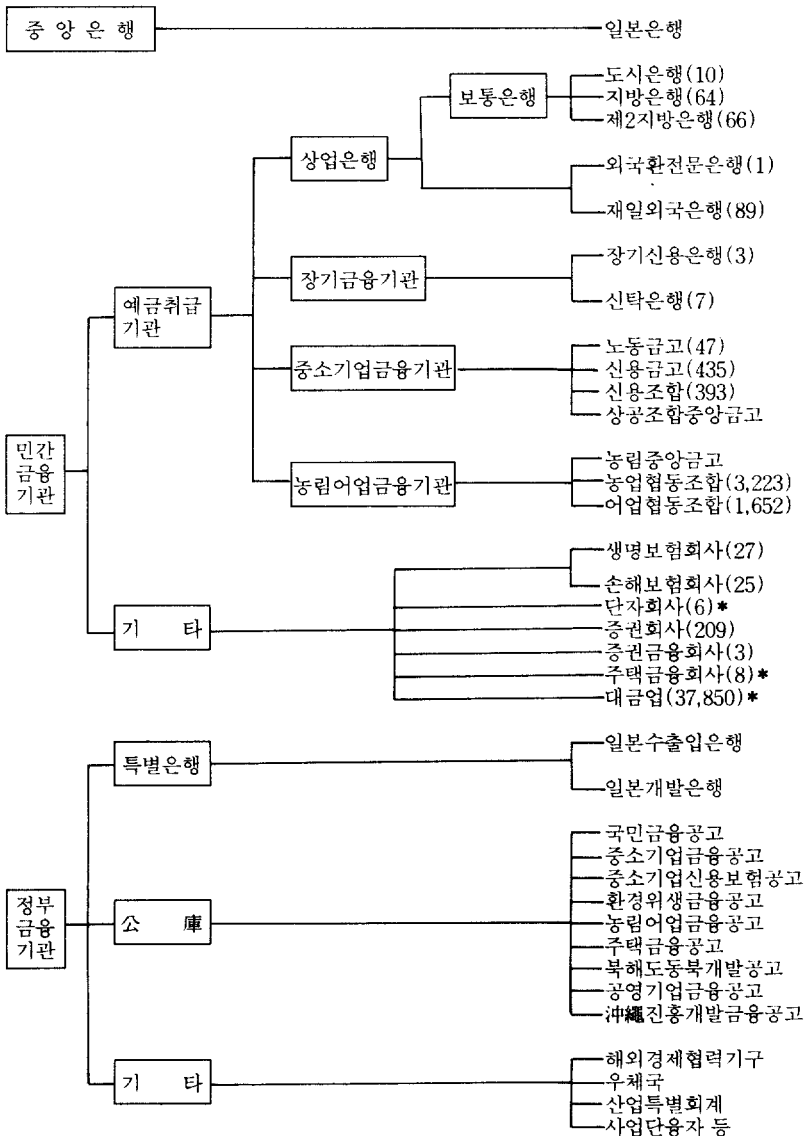 중 앙 은 행
일본은행
도시은행(10)
보통은행
지방은행(64)
제2지방은행(66)
상업은행
외국환전문은행(1)
재일외국은행(89)
장기신용은행(3)
장기금융기관
신탁은행(7)
예금취급
기관
노동금고(47)
중소기업금융기관
신용금고(435)
신용조합(393)
상공조합중앙금고
민간
금융
기관
농림중앙금고
농림어업금융기관
농업협동조합(3,223)
어업협동조합(1,652)
생명보험회사(27)
손해보험회사(25)
단자회사(6)*
기 타
증권회사(209)
증권금융회사(3)
주택금융회사(8)*
대금업(37,850)*
일본수출입은행
특별은행
일본개발은행
국민금융공고
중소기업금융공고
중소기업신용보험공고
환경위생금융공고
정부
금융
기관
公 庫
농림어업금융공고
주택금융공고
북해도동북개발공고
공영기업금융공고
沖繩진흥개발금융공고
해외경제협력기구
기 타
우체국
산업특별회계
사업단융자 등